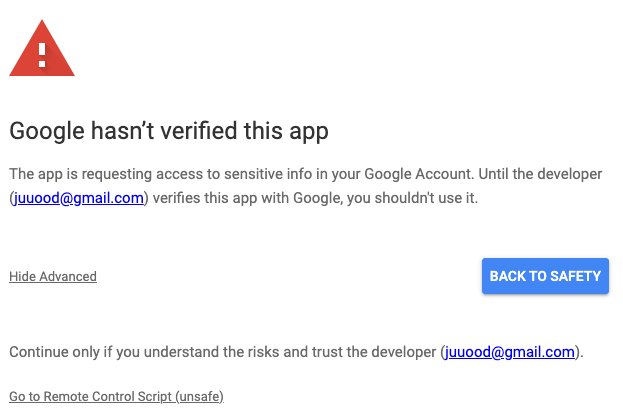 Google hasn’t verified this app
The app is requesting access to sensitive info in your Google Account. Until the developer
(juuood@gmail.com) verifies this app with Google, you shouldn't use it.
Hide Advanced
BACK TO SAFETY
Continue only if you understand the risks and trust the developer (juuood@gmail.com).
Go to Remote Control Script (unsafe)